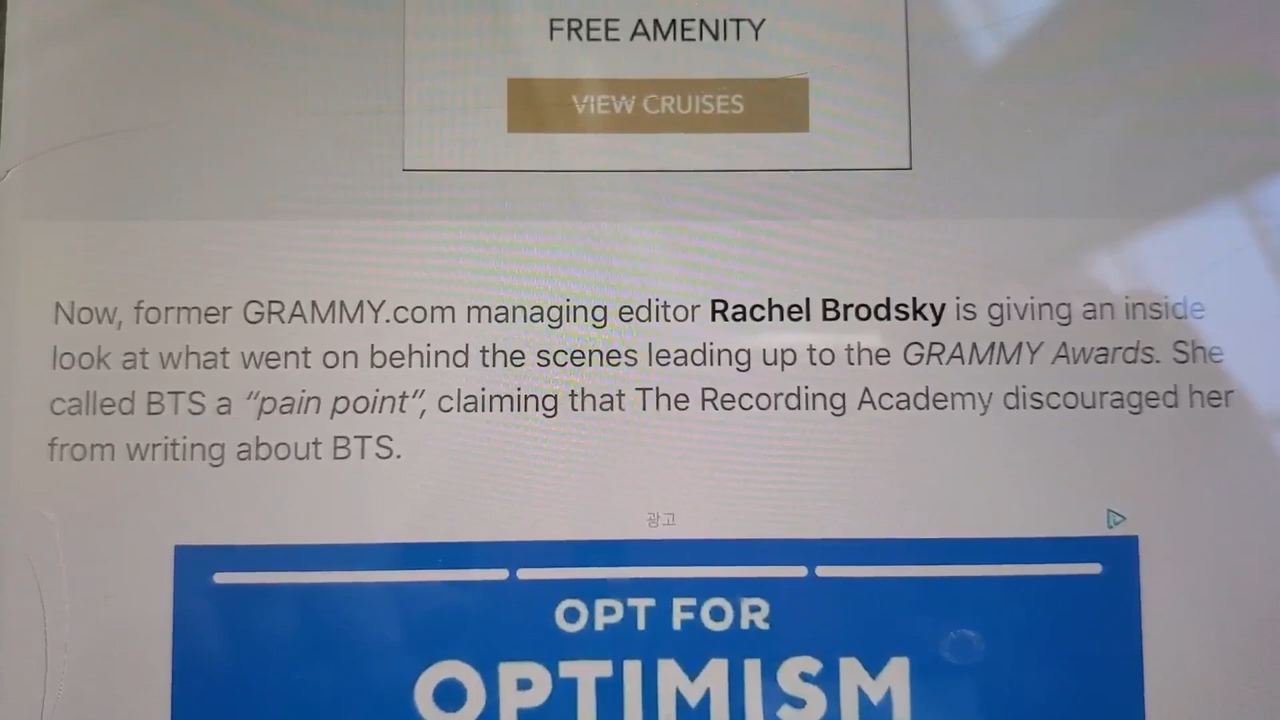 FREE AMENITY
VIEW CRUISES
Now, former GRAMMY.com managing editor Rachel Brodsky is giving an inside
look at what went on behind the scenes leading up to the GRAMMY Awards. She
called BTS a “pain point”, claiming that The Recording Academy discouraged her
from writing about BTS.
광고
OPT FOR
OPTIMISM